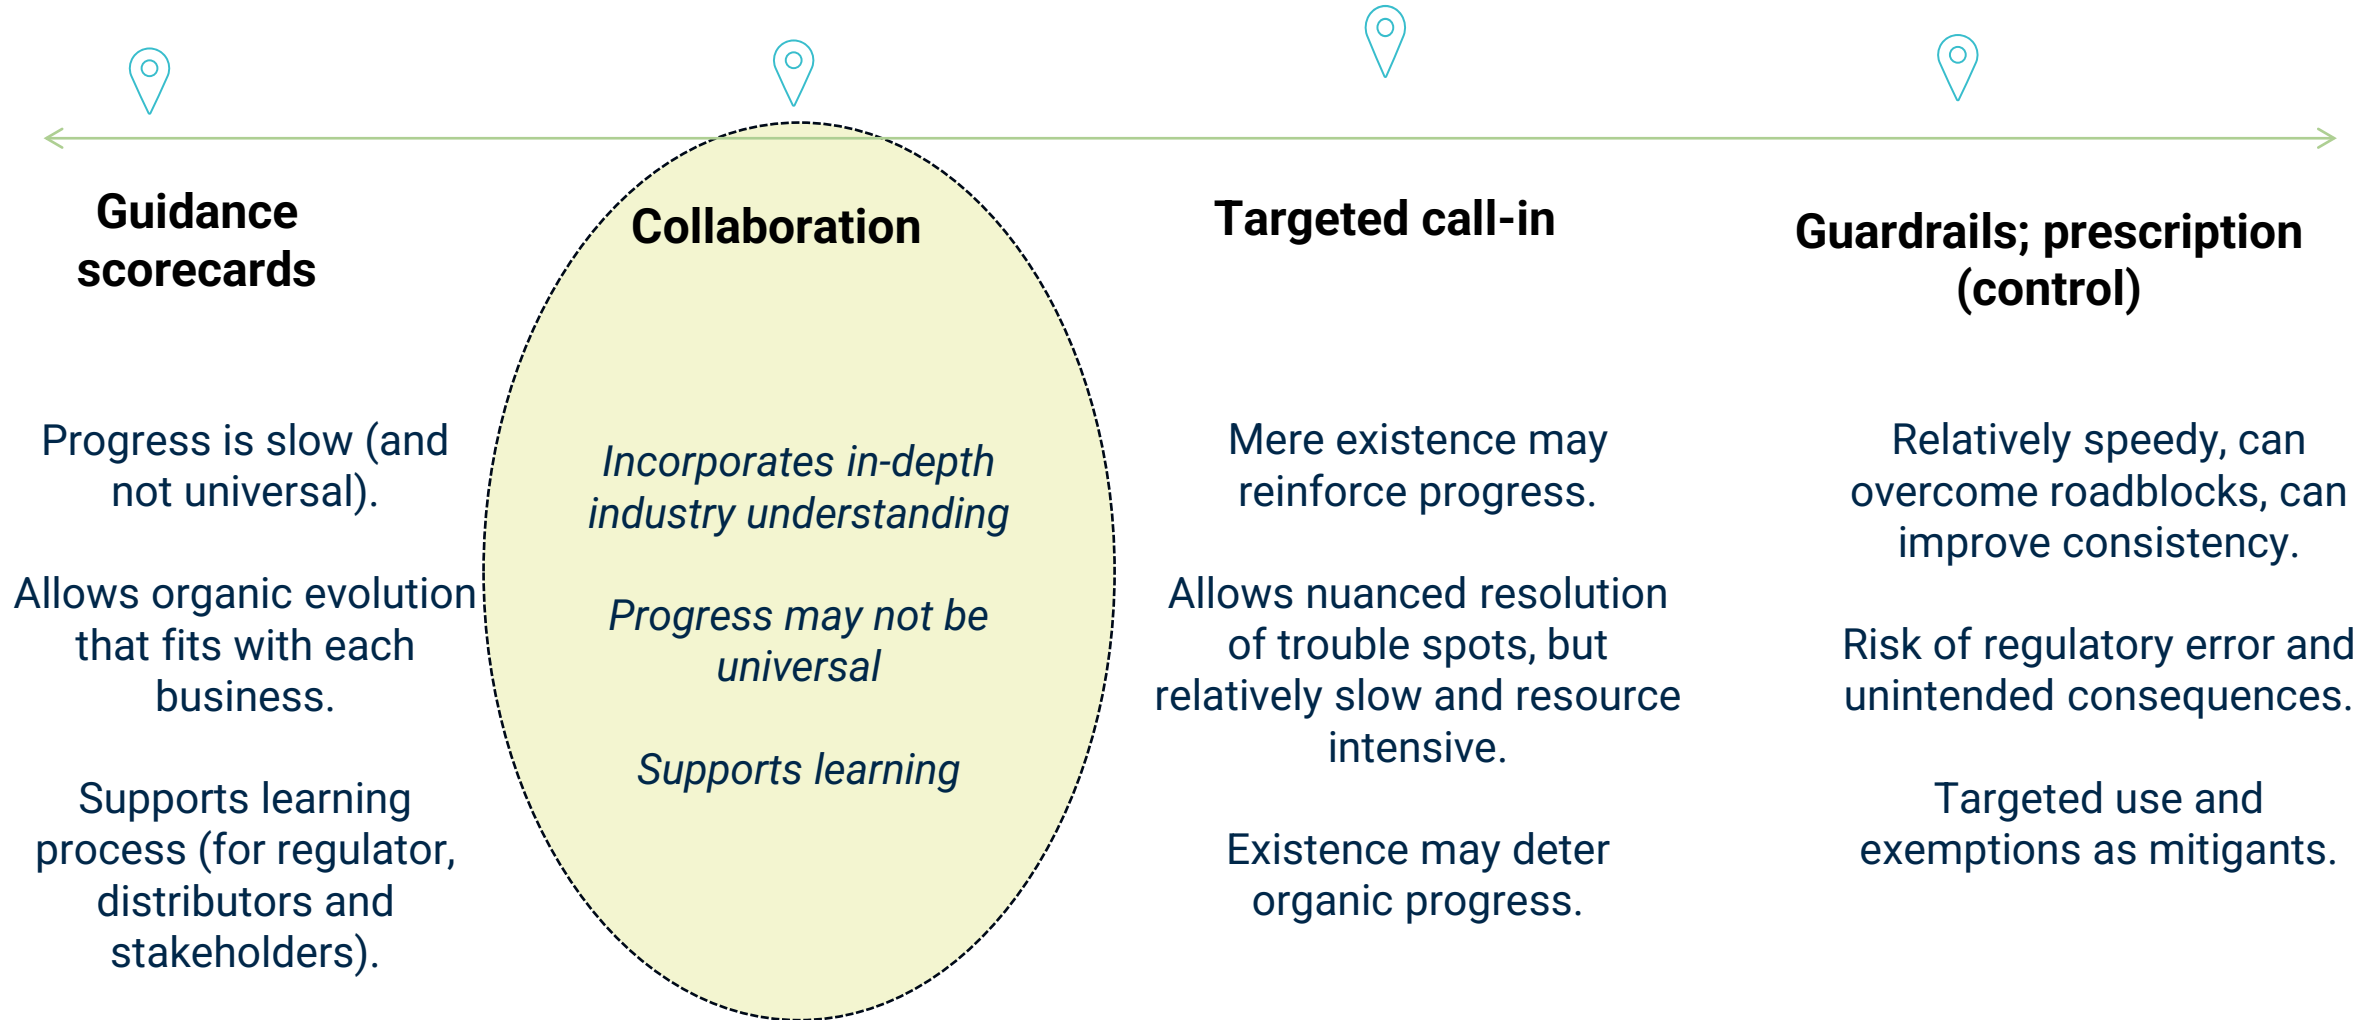 Guidance
scorecards
Progress is slow (and
not universal).
Allows organic evolution
that fits with each
business.
Supports learning
process (for regulator,
distributors and
stakeholders).
Collaboration
Incorporates in-depth
industry understanding
Progress may not be
universal
Supports learning
Targeted call-in
Mere existence may
reinforce progress.
Allows nuanced resolution
of trouble spots, but
relatively slow and resource
intensive.
Existence may deter
organic progress.
Guardrails; prescription
(control)
Relatively speedy, can
overcome roadblocks, can
improve consistency.
Risk of regulatory error and
unintended consequences.
Targeted use and
exemptions as mitigants.